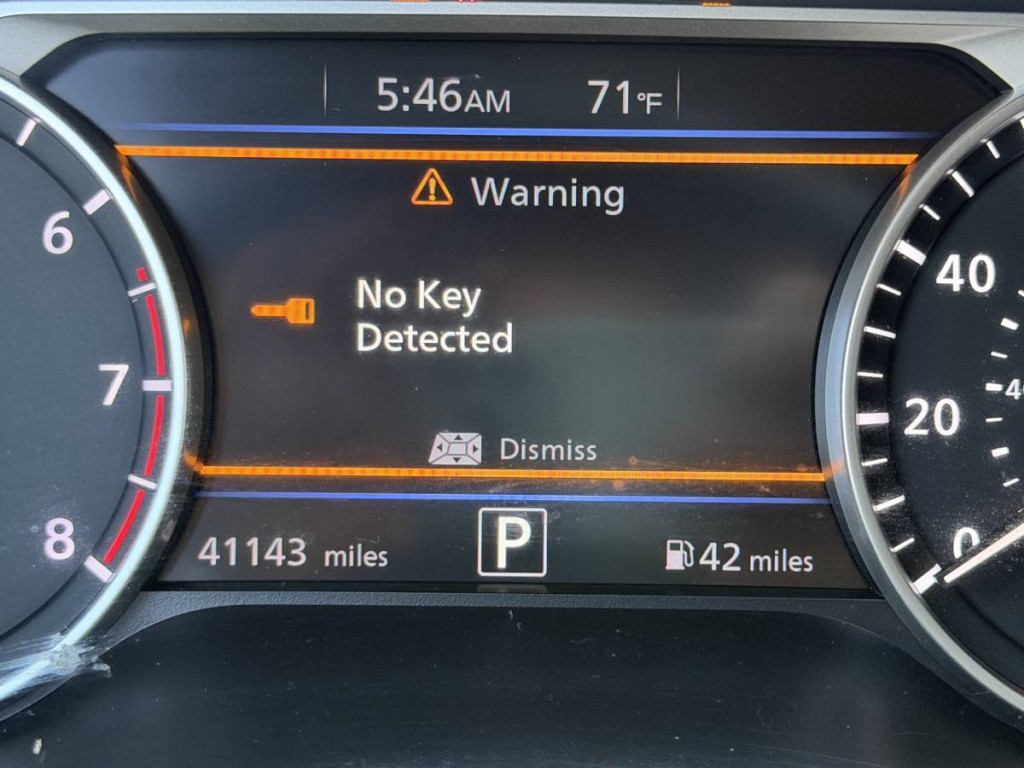 5:46AM 71°F
Warning
No Key
Detected
Dismiss
41143 miles P 42 miles
6
7
8
40
20
0